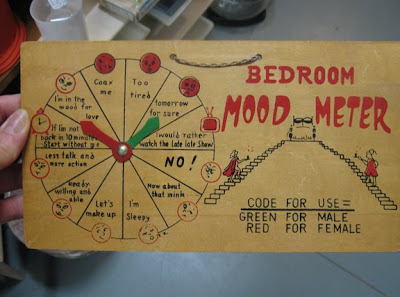 BEDROOM
MOOD METER
CODE FOR USE=
GREEN FOR MALE
RED FOR FEMALE
Too
tired
tomorrow
for sure
I would rather
watch the late late show
NO!
Now about
that mink
I'm
Sleepy
Let's
make up
Ready
willing and
able
Less talk and
more action
If I'm not
back in 10 minutes
Start without me
I'm in the
mood for
love
Coax
me